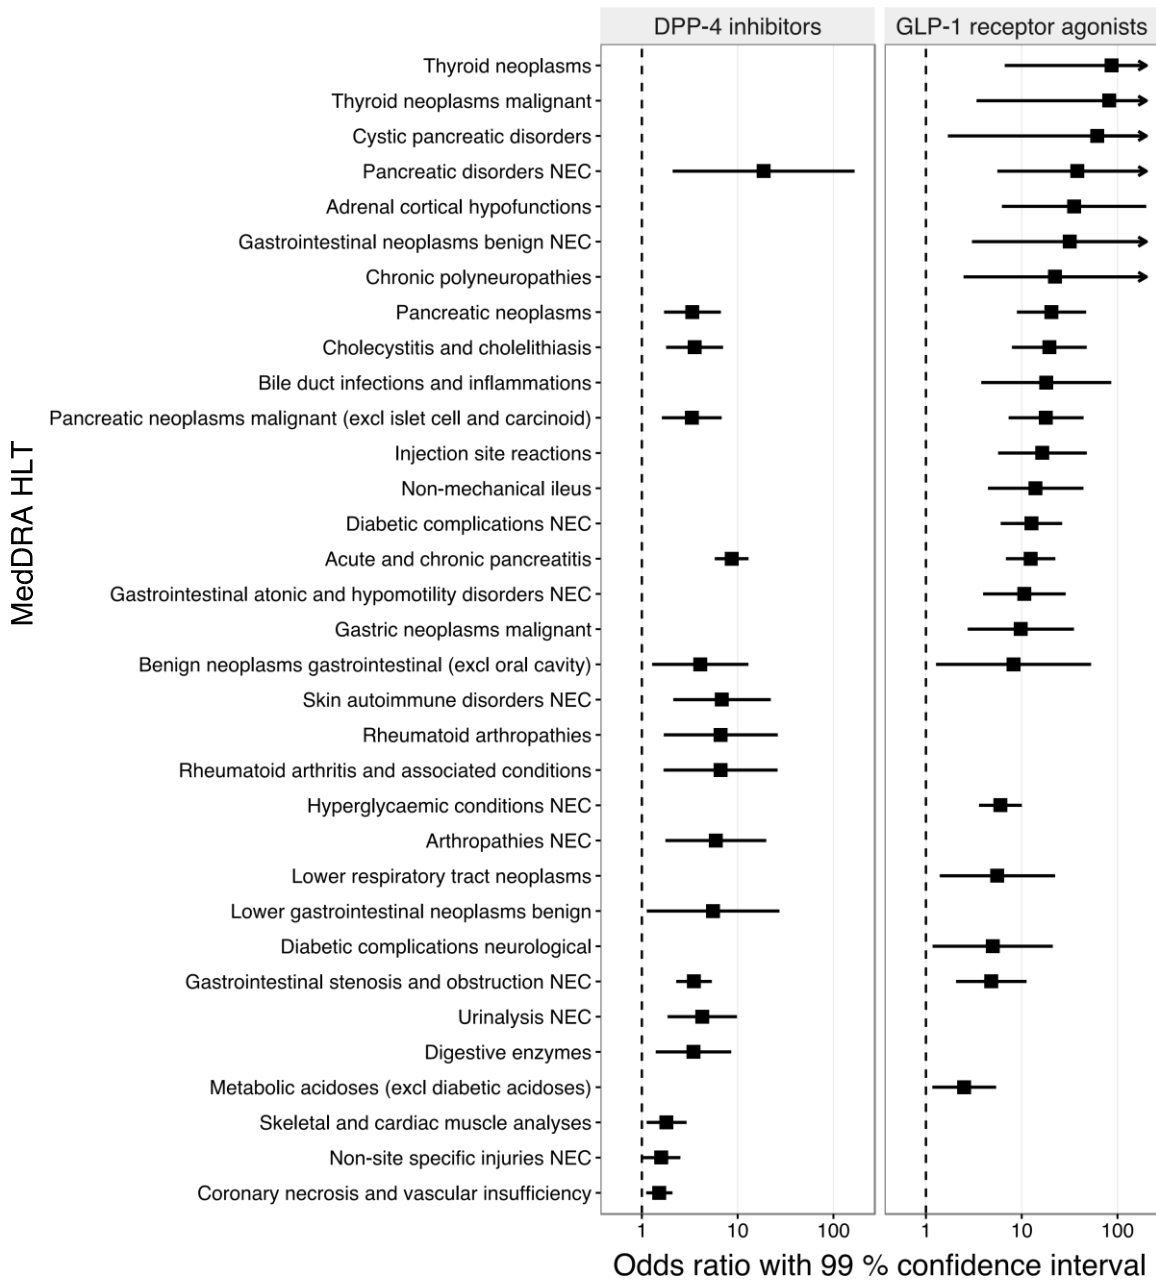 DPP-4 inhibitors
GLP-1 receptor agonists
MedDRA HLT
Thyroid neoplasms
Thyroid neoplasms malignant
Cystic pancreatic disorders
Pancreatic disorders NEC
Adrenal cortical hypofunctions
Gastrointestinal neoplasms benign NEC
Chronic polyneuropathies
Pancreatic neoplasms
Cholecystitis and cholelithiasis
Bile duct infections and inflammations
Pancreatic neoplasms malignant (excl islet cell and carcinoid)
Injection site reactions
Non-mechanical ileus
Diabetic complications NEC
Acute and chronic pancreatitis
Gastrointestinal atonic and hypomotility disorders NEC
Gastric neoplasms malignant
Benign neoplasms gastrointestinal (excl oral cavity)
Skin autoimmune disorders NEC
Rheumatoid arthropathies
Rheumatoid arthritis and associated conditions
Hyperglycaemic conditions NEC
Arthropathies NEC
Lower respiratory tract neoplasms
Lower gastrointestinal neoplasms benign
Diabetic complications neurological
Gastrointestinal stenosis and obstruction NEC
Urinalysis NEC
Digestive enzymes
Metabolic acidoses (excl diabetic acidoses)
Skeletal and cardiac muscle analyses
Non-site specific injuries NEC
Coronary necrosis and vascular insufficiency
1 10 100 1 10 100
Odds ratio with 99 % confidence interval